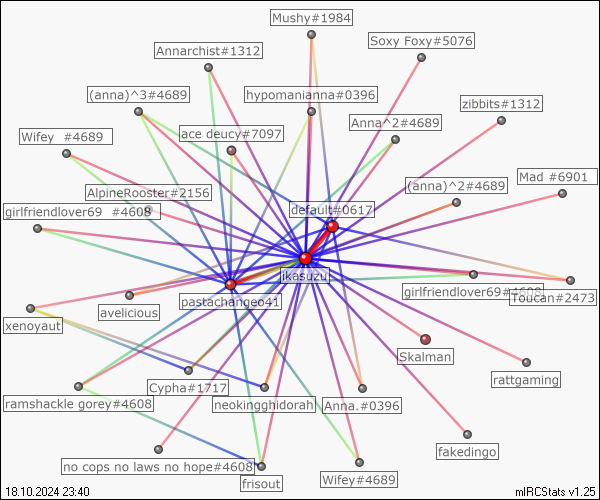 Mushy#1984
Soxy Foxy#5076
Annarchist#1312
(anna)^3#4689
hypomanianna#0396
zibbits#1312
Wifey  #4689
ace deucy#7097
Anna^2#4689
AlpineRooster#2156
(anna)^2#4689
Mad #6901
girlfriendlover69  #4608
default#0617
jkasuzu
pastachangeo41
girlfriendlover69#4608
Toucan#2473
avelicious
xenoyaut
Skalman
rattgaming
Cypha#1717
ramshackle gorey#4608
neokingghidorah
Anna.#0396
fakedingo
no cops no laws no hope#4608
frisout
Wifey#4689
18.10.2024 23:40
mIRCStats v1.25